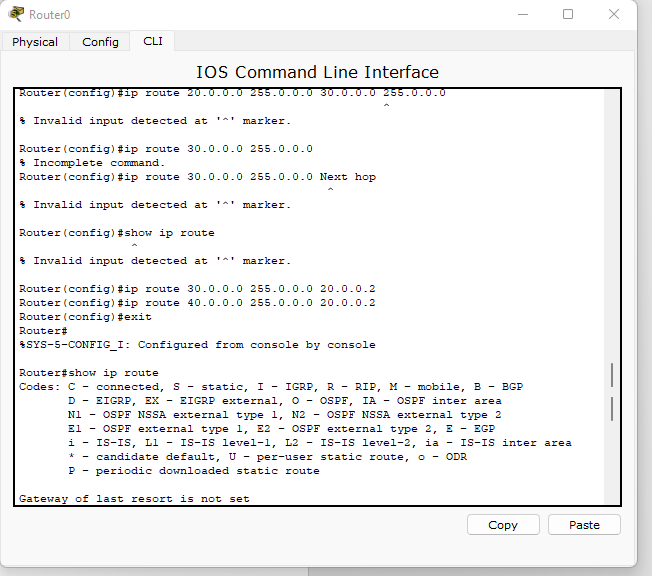 Router0
Physical Config CLI
IOS Command Line Interface
Router(config)#ip route 20.0.0.0 255.0.0.0 30.0.0.0 255.0.0.0
^
% Invalid input detected at '^' marker.
Router(config)#ip route 30.0.0.0 255.0.0.0
% Incomplete command.
Router(config)#ip route 30.0.0.0 255.0.0.0 Next hop
^
% Invalid input detected at '^' marker.
Router(config)#show ip route
^
% Invalid input detected at '^' marker.
Router(config)#ip route 30.0.0.0 255.0.0.0 20.0.0.2
Router(config)#ip route 40.0.0.0 255.0.0.0 20.0.0.2
Router(config)#exit
Router#
%SYS-5-CONFIG_I: Configured from console by console
Router#show ip route
Codes: C - connected, S - static, I - IGRP, R - RIP, M - mobile, B - BGP
D - EIGRP, EX - EIGRP external, O - OSPF, IA - OSPF inter area
N1 - OSPF NSSA external type 1, N2 - OSPF NSSA external type 2
E1 - OSPF external type 1, E2 - OSPF external type 2, E - EGP
i - IS-IS, L1 - IS-IS level-1, L2 - IS-IS level-2, ia - IS-IS inter area
* - candidate default, U - per-user static route, o - ODR
P - periodic downloaded static route
Gateway of last resort is not set
Copy Paste